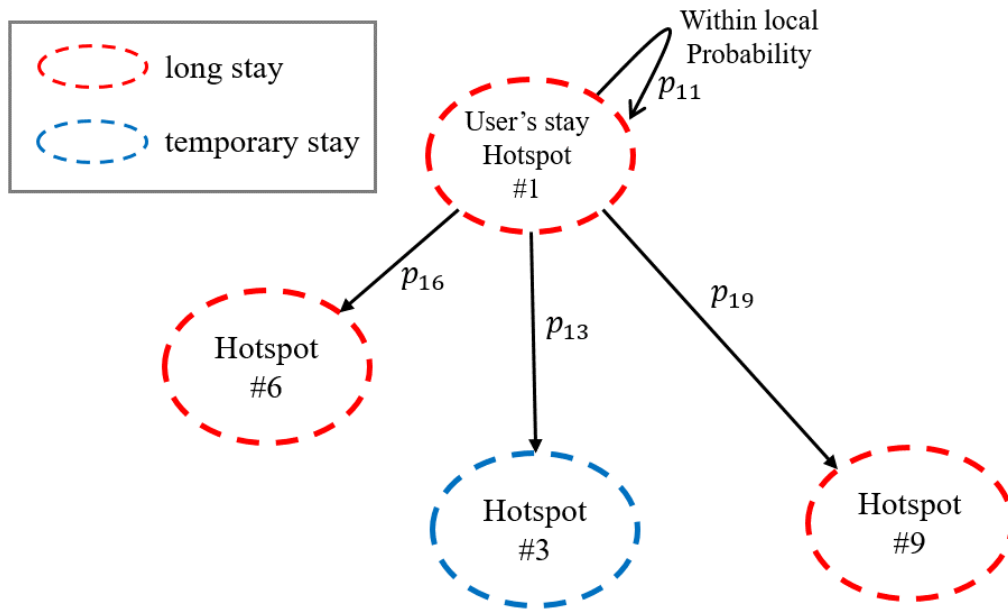 long stay
temporary stay
Within local
Probability
p₁₁
User’s stay
Hotspot
#1
p₁₆
p₁₃
p₁₉
Hotspot
#6
Hotspot
#3
Hotspot
#9